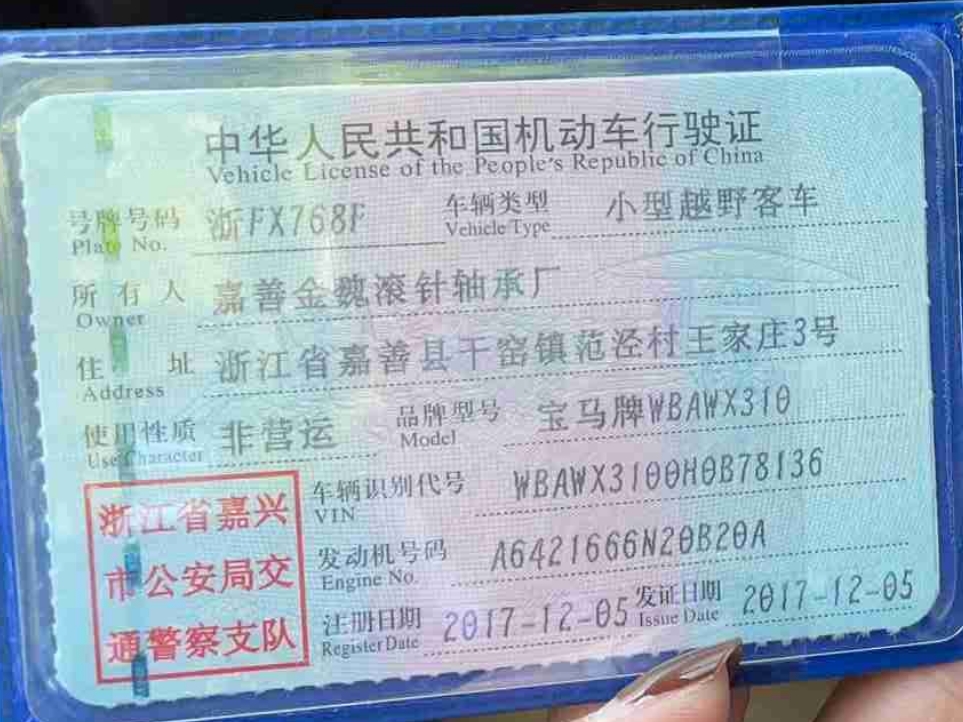 中华人民共和国机动车行驶证
Vehicle License of the People's Republic of China
号牌号码 浙FX768F 车辆类型 小型越野客车
Plate No. Vehicle Type
所有人 嘉善金魏滚针轴承厂
Owner
住址 浙江省嘉善县干窑镇范泾村王家庄3号
Address
使用性质 非营运 品牌型号 宝马牌WBAWX310
Use Character Model
车辆识别代号 WBAWX3100H0B78136
VIN
发动机号码 A6421666N20B20A
Engine No.
注册日期 2017-12-05 发证日期 2017-12-05
Register Date Issue Date
浙江省嘉兴
市公安局交
通警察支队